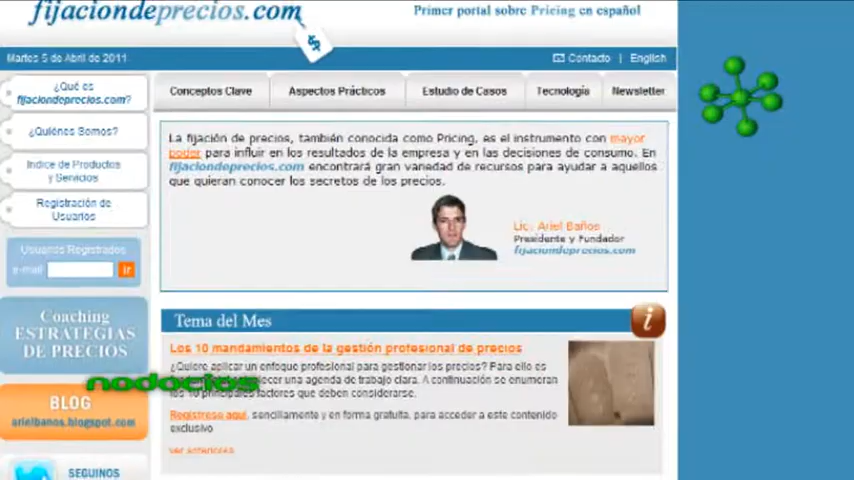 fijaciondeprecios.com
Primer portal sobre Pricing en español
Martes 5 de Abril de 2011
Contacto | English
¿Qué es
fijaciondeprecios.com?
¿Quiénes Somos?
Indice de Productos
y Servicios
Registración de
Usuarios
Usuarios Registrados
e-mail
ir
Coaching
ESTRATEGIAS
DE PRECIOS
BLOG
arielbanos.blogspot.com
SEGUINOS
Conceptos Clave
Aspectos Prácticos
Estudio de Casos
Tecnología
Newsletter
La fijación de precios, también conocida como Pricing, es el instrumento con mayor
poder para influir en los resultados de la empresa y en las decisiones de consumo. En
fijaciondeprecios.com encontrará gran variedad de recursos para ayudar a aquellos
que quieran conocer los secretos de los precios.
Lic. Ariel Baños
Presidente y Fundador
fijaciondeprecios.com
Tema del Mes
i
Los 10 mandamientos de la gestión profesional de precios
¿Quiere aplicar un enfoque profesional para gestionar los precios? Para ello es
una agenda de trabajo clara. A continuación se enumeran
los 10 principales factores que deben considerarse.
Regístrese aquí, sencillamente y en forma gratuita, para acceder a este contenido
exclusivo
ver anteriores
nodocios